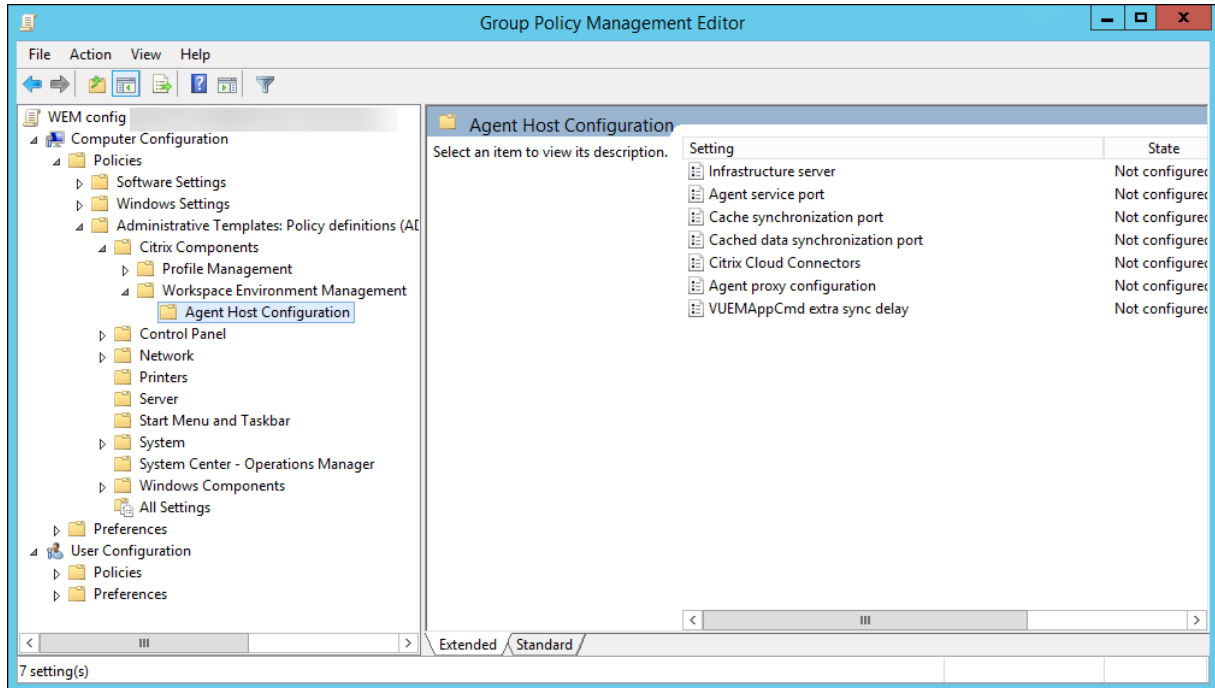 Group Policy Management Editor
File Action View Help
WEM config
Computer Configuration
Policies
Software Settings
Windows Settings
Administrative Templates: Policy definitions (AD
Citrix Components
Profile Management
Workspace Environment Management
Agent Host Configuration
Control Panel
Network
Printers
Server
Start Menu and Taskbar
System
System Center - Operations Manager
Windows Components
All Settings
Preferences
User Configuration
Policies
Preferences
Agent Host Configuration
Select an item to view its description.
Setting State
Infrastructure server Not configured
Agent service port Not configured
Cache synchronization port Not configured
Cached data synchronization port Not configured
Citrix Cloud Connectors Not configured
Agent proxy configuration Not configured
VUEMAppCmd extra sync delay Not configured
Extended Standard
7 setting(s)